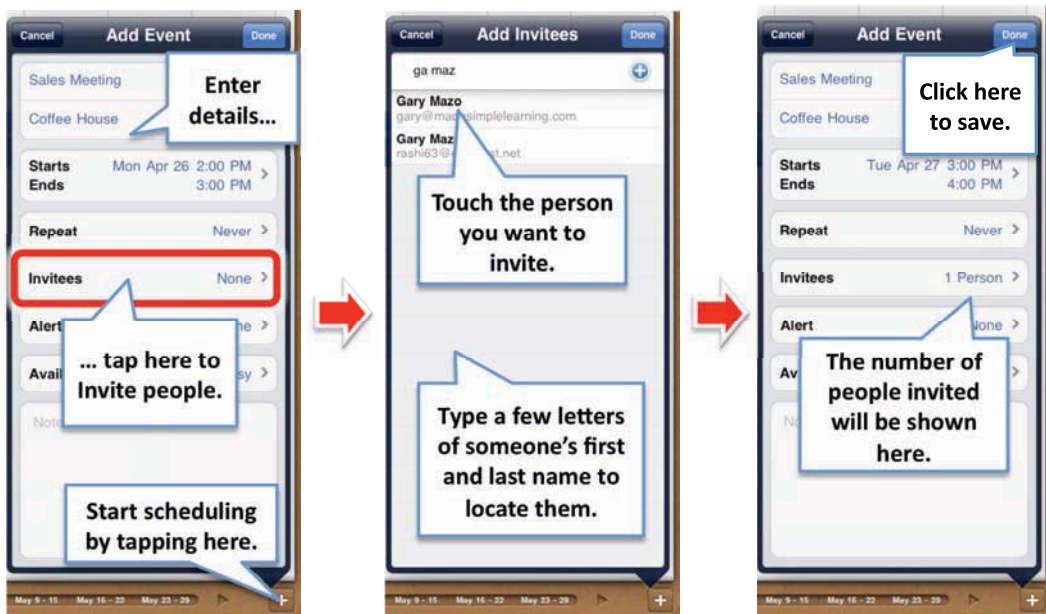 Cancel Add Event Done
Sales Meeting
Coffee House
Enter
details...
Starts Mon Apr 26 2:00 PM
Ends 3:00 PM
Repeat Never
Invitees None
Alert
... tap here to
Invite people.
Start scheduling
by tapping here.
May 9 - 15 May 16 - 22 May 23 - 29
Cancel Add Invitees Done
ga maz
Gary Mazo
Gary
Touch the person
you want to
invite.
Type a few letters
of someone's first
and last name to
locate them.
May 9 - 15 May 16 - 22 May 23 - 29
Cancel Add Event Done
Sales Meeting
Coffee House
Click here
to save.
Starts Tue Apr 27 3:00 PM
Ends 4:00 PM
Repeat Never
Invitees 1 Person
Alert None
The number of
people invited
will be shown
here.
May 9 - 15 May 16 - 22 May 23 - 29